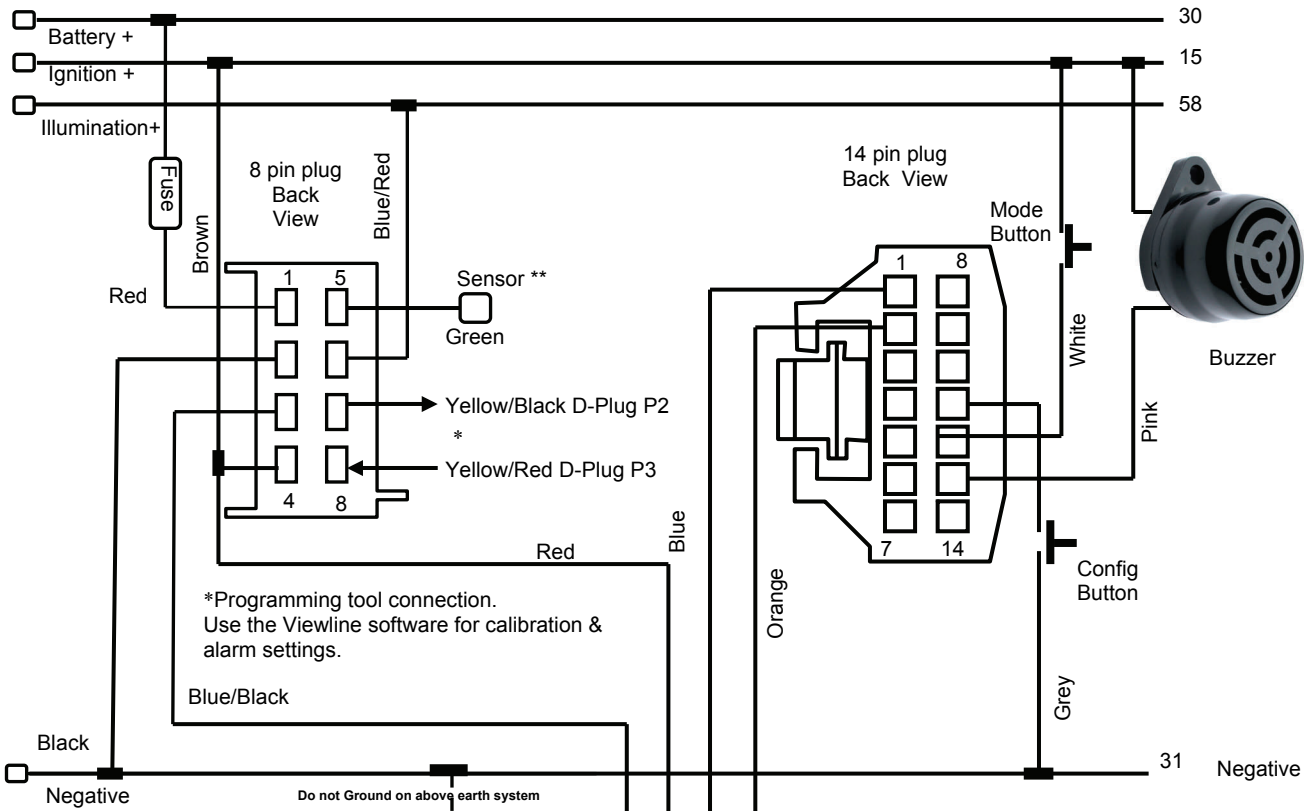 30
Battery +
15
Ignition +
58
Illumination+
Fuse
8 pin plug
Back
View
Blue/Red
Brown
14 pin plug
Back View
Mode
Button
1
5
Sensor **
Green
Red
1
8
White
Buzzer
Yellow/Black D-Plug P2
*
Yellow/Red D-Plug P3
Pink
4
8
Blue
Red
7
14
Orange
Config
Button
*Programming tool connection.
Use the Viewline software for calibration &
alarm settings.
Blue/Black
Grey
Black
31
Negative
Negative
Do not Ground on above earth system